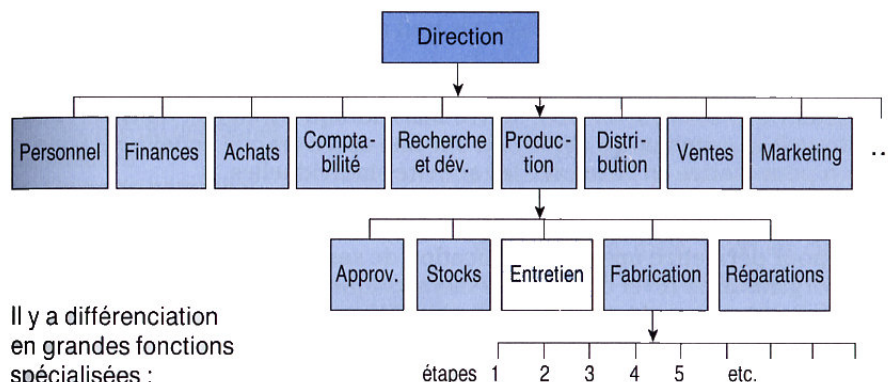 Direction
Personnel
Finances
Achats
Compta-
bilité
Recherche
et dév.
Produc-
tion
Distri-
bution
Ventes
Marketing
..
Approv.
Stocks
Entretien
Fabrication
Réparations
Il y a différenciation
en grandes fonctions
spécialisées :
étapes 1 2 3 4 5 etc.